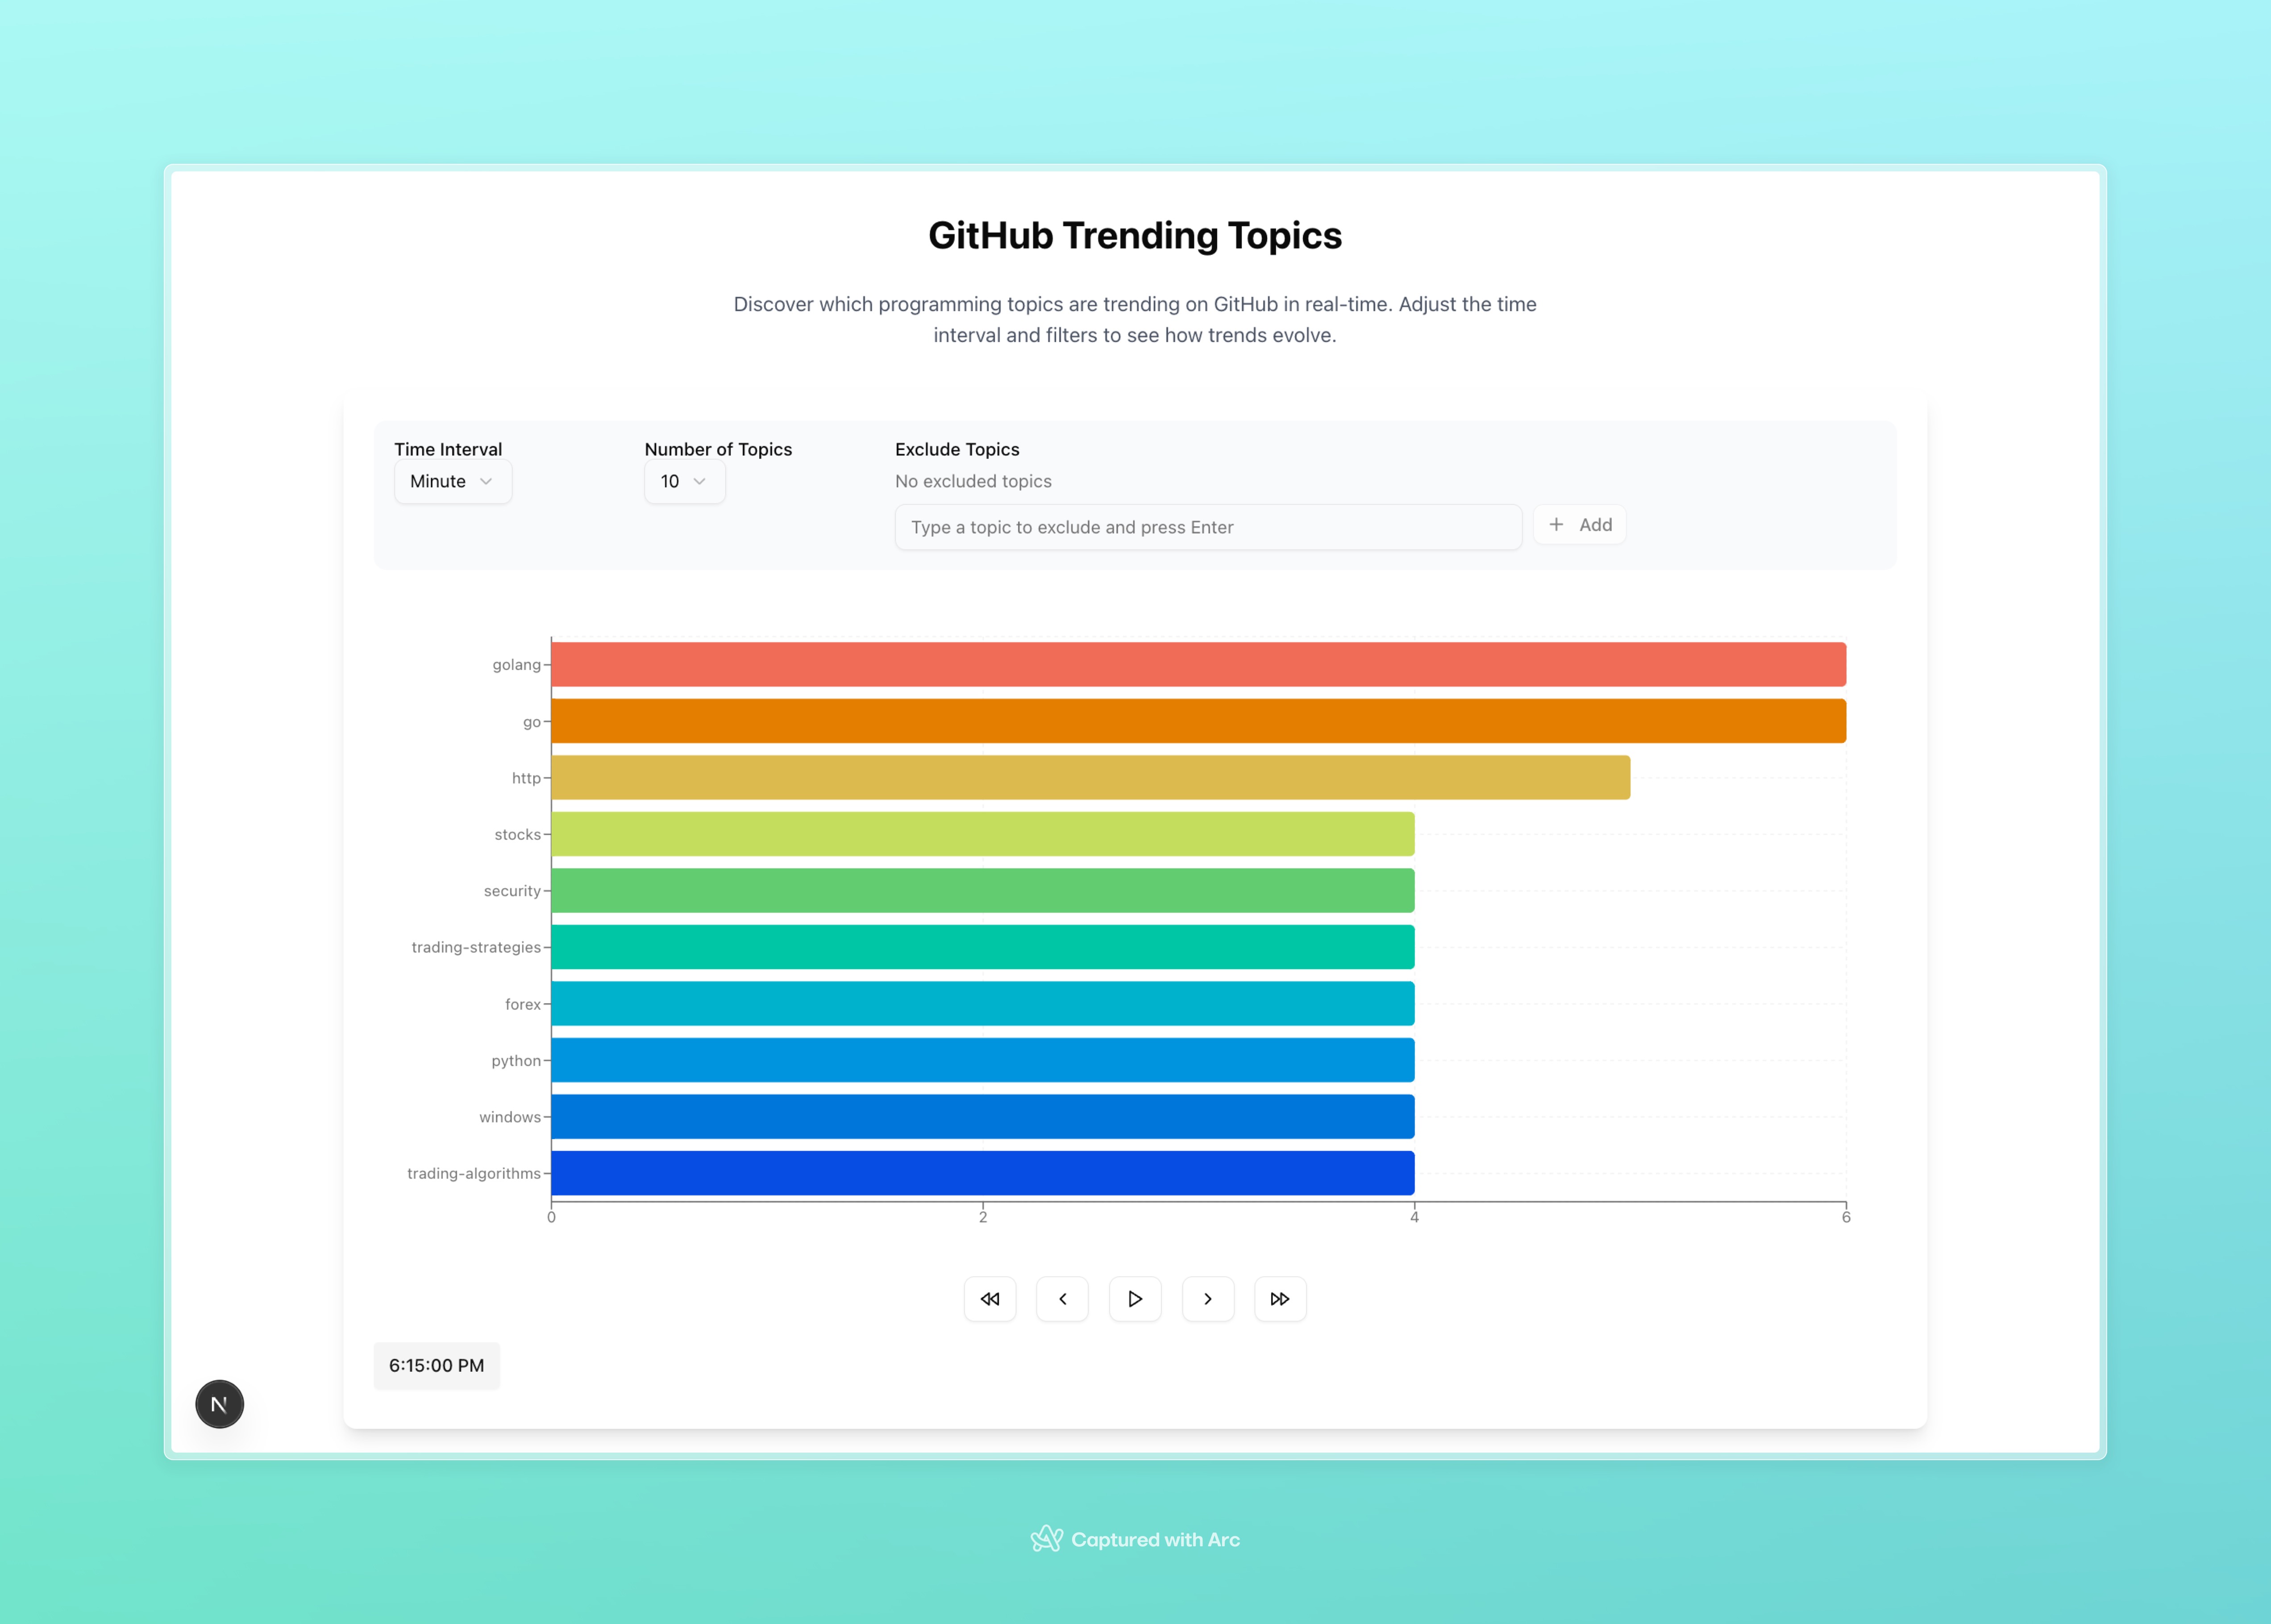 GitHub Trending Topics
Discover which programming topics are trending on GitHub in real-time. Adjust the time
interval and filters to see how trends evolve.
Time Interval
Minute
Number of Topics
10
Exclude Topics
No excluded topics
Type a topic to exclude and press Enter
Add
golang
go
http
stocks
security
trading-strategies
forex
python
windows
trading-algorithms
0 2 4 6
6:15:00 PM
N
Captured with Arc